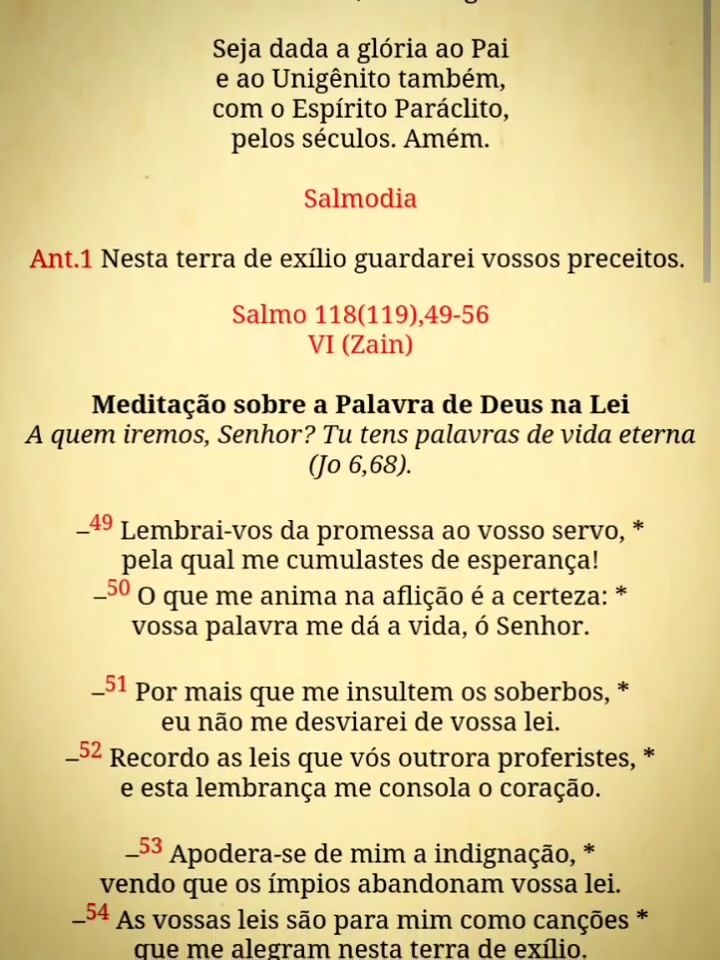 Seja dada a glória ao Pai
e ao Unigênito também,
com o Espírito Paráclito,
pelos séculos. Amém.
Salmodia
Ant.1 Nesta terra de exílio guardarei vossos preceitos.
Salmo 118(119),49-56
VI (Zain)
Meditação sobre a Palavra de Deus na Lei
A quem iremos, Senhor? Tu tens palavras de vida eterna
(Jo 6,68).
–49 Lembrai-vos da promessa ao vosso servo, *
pela qual me cumulastes de esperança!
–50 O que me anima na aflição é a certeza: *
vossa palavra me dá a vida, ó Senhor.
–51 Por mais que me insultem os soberbos, *
eu não me desviarei de vossa lei.
–52 Recordo as leis que vós outrora proferistes, *
e esta lembrança me consola o coração.
–53 Apodera-se de mim a indignação, *
vendo que os ímpios abandonam vossa lei.
–54 As vossas leis são para mim como canções *
que me alegram nesta terra de exílio.